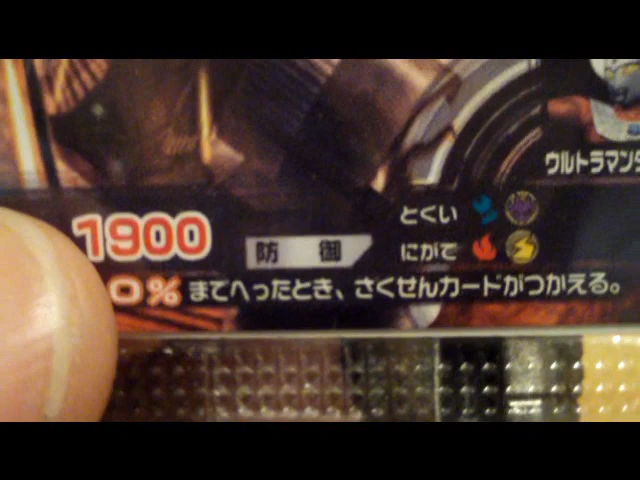 ウルトラマン
1900
防御
とくい
にがて
0%までへったとき、さくせんカードがつかえる。